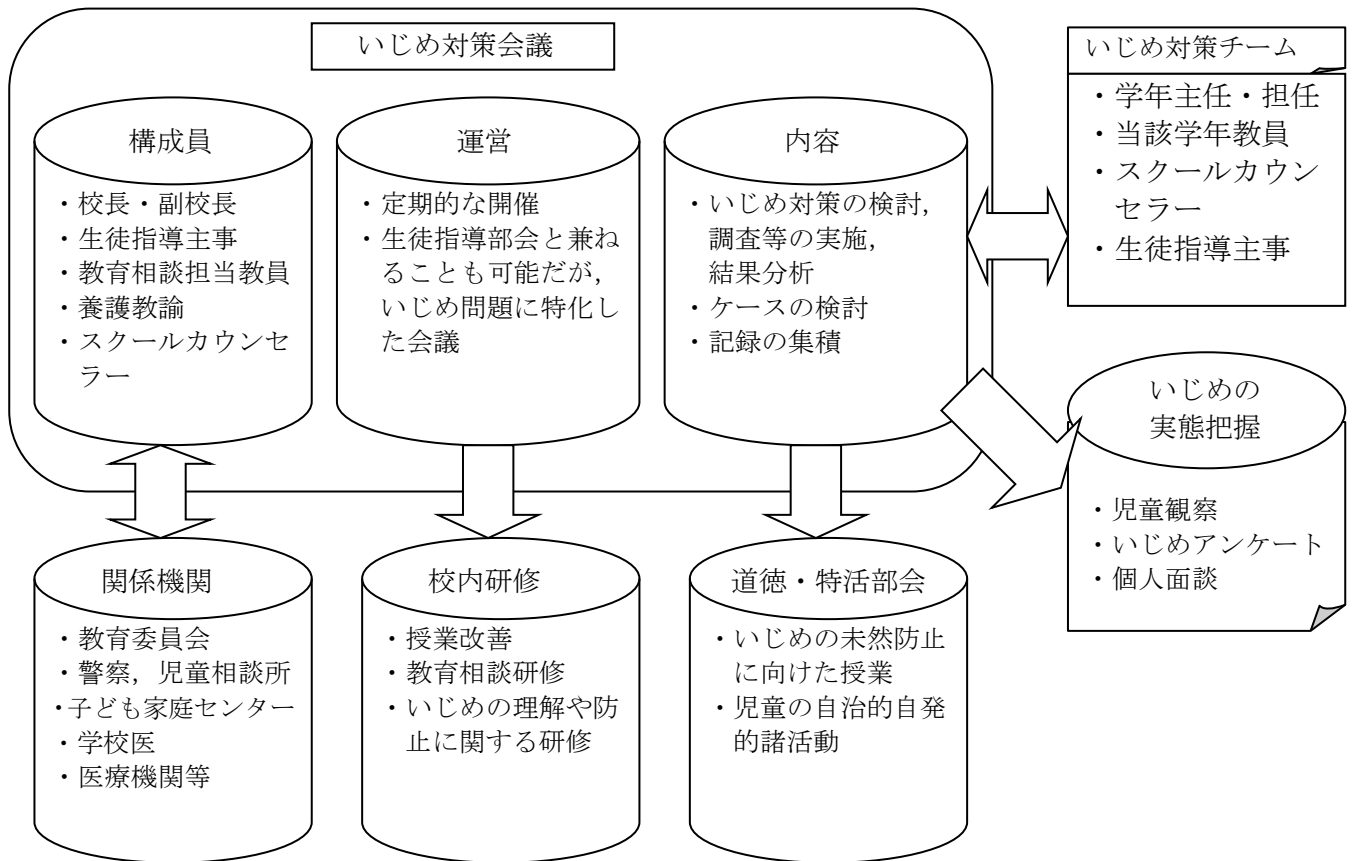 いじめ対策会議
構成員
・校長・副校長
・生徒指導主事
・教育相談担当教員
・養護教諭
・スクールカウンセ
ラー
運営
・定期的な開催
・生徒指導部会と兼ね
ることも可能だが，
いじめ問題に特化し
た会議
内容
・いじめ対策の検討，
調査等の実施，
結果分析
・ケースの検討
・記録の集積
いじめ対策チーム
・学年主任・担任
・当該学年教員
・スクールカウン
セラー
・生徒指導主事
いじめの
実態把握
・児童観察
・いじめアンケート
・個人面談
関係機関
・教育委員会
・警察，児童相談所
・子ども家庭センター
・学校医
・医療機関等
校内研修
・授業改善
・教育相談研修
・いじめの理解や防
止に関する研修
道徳・特活部会
・いじめの未然防止
に向けた授業
・児童の自治的自発
的諸活動